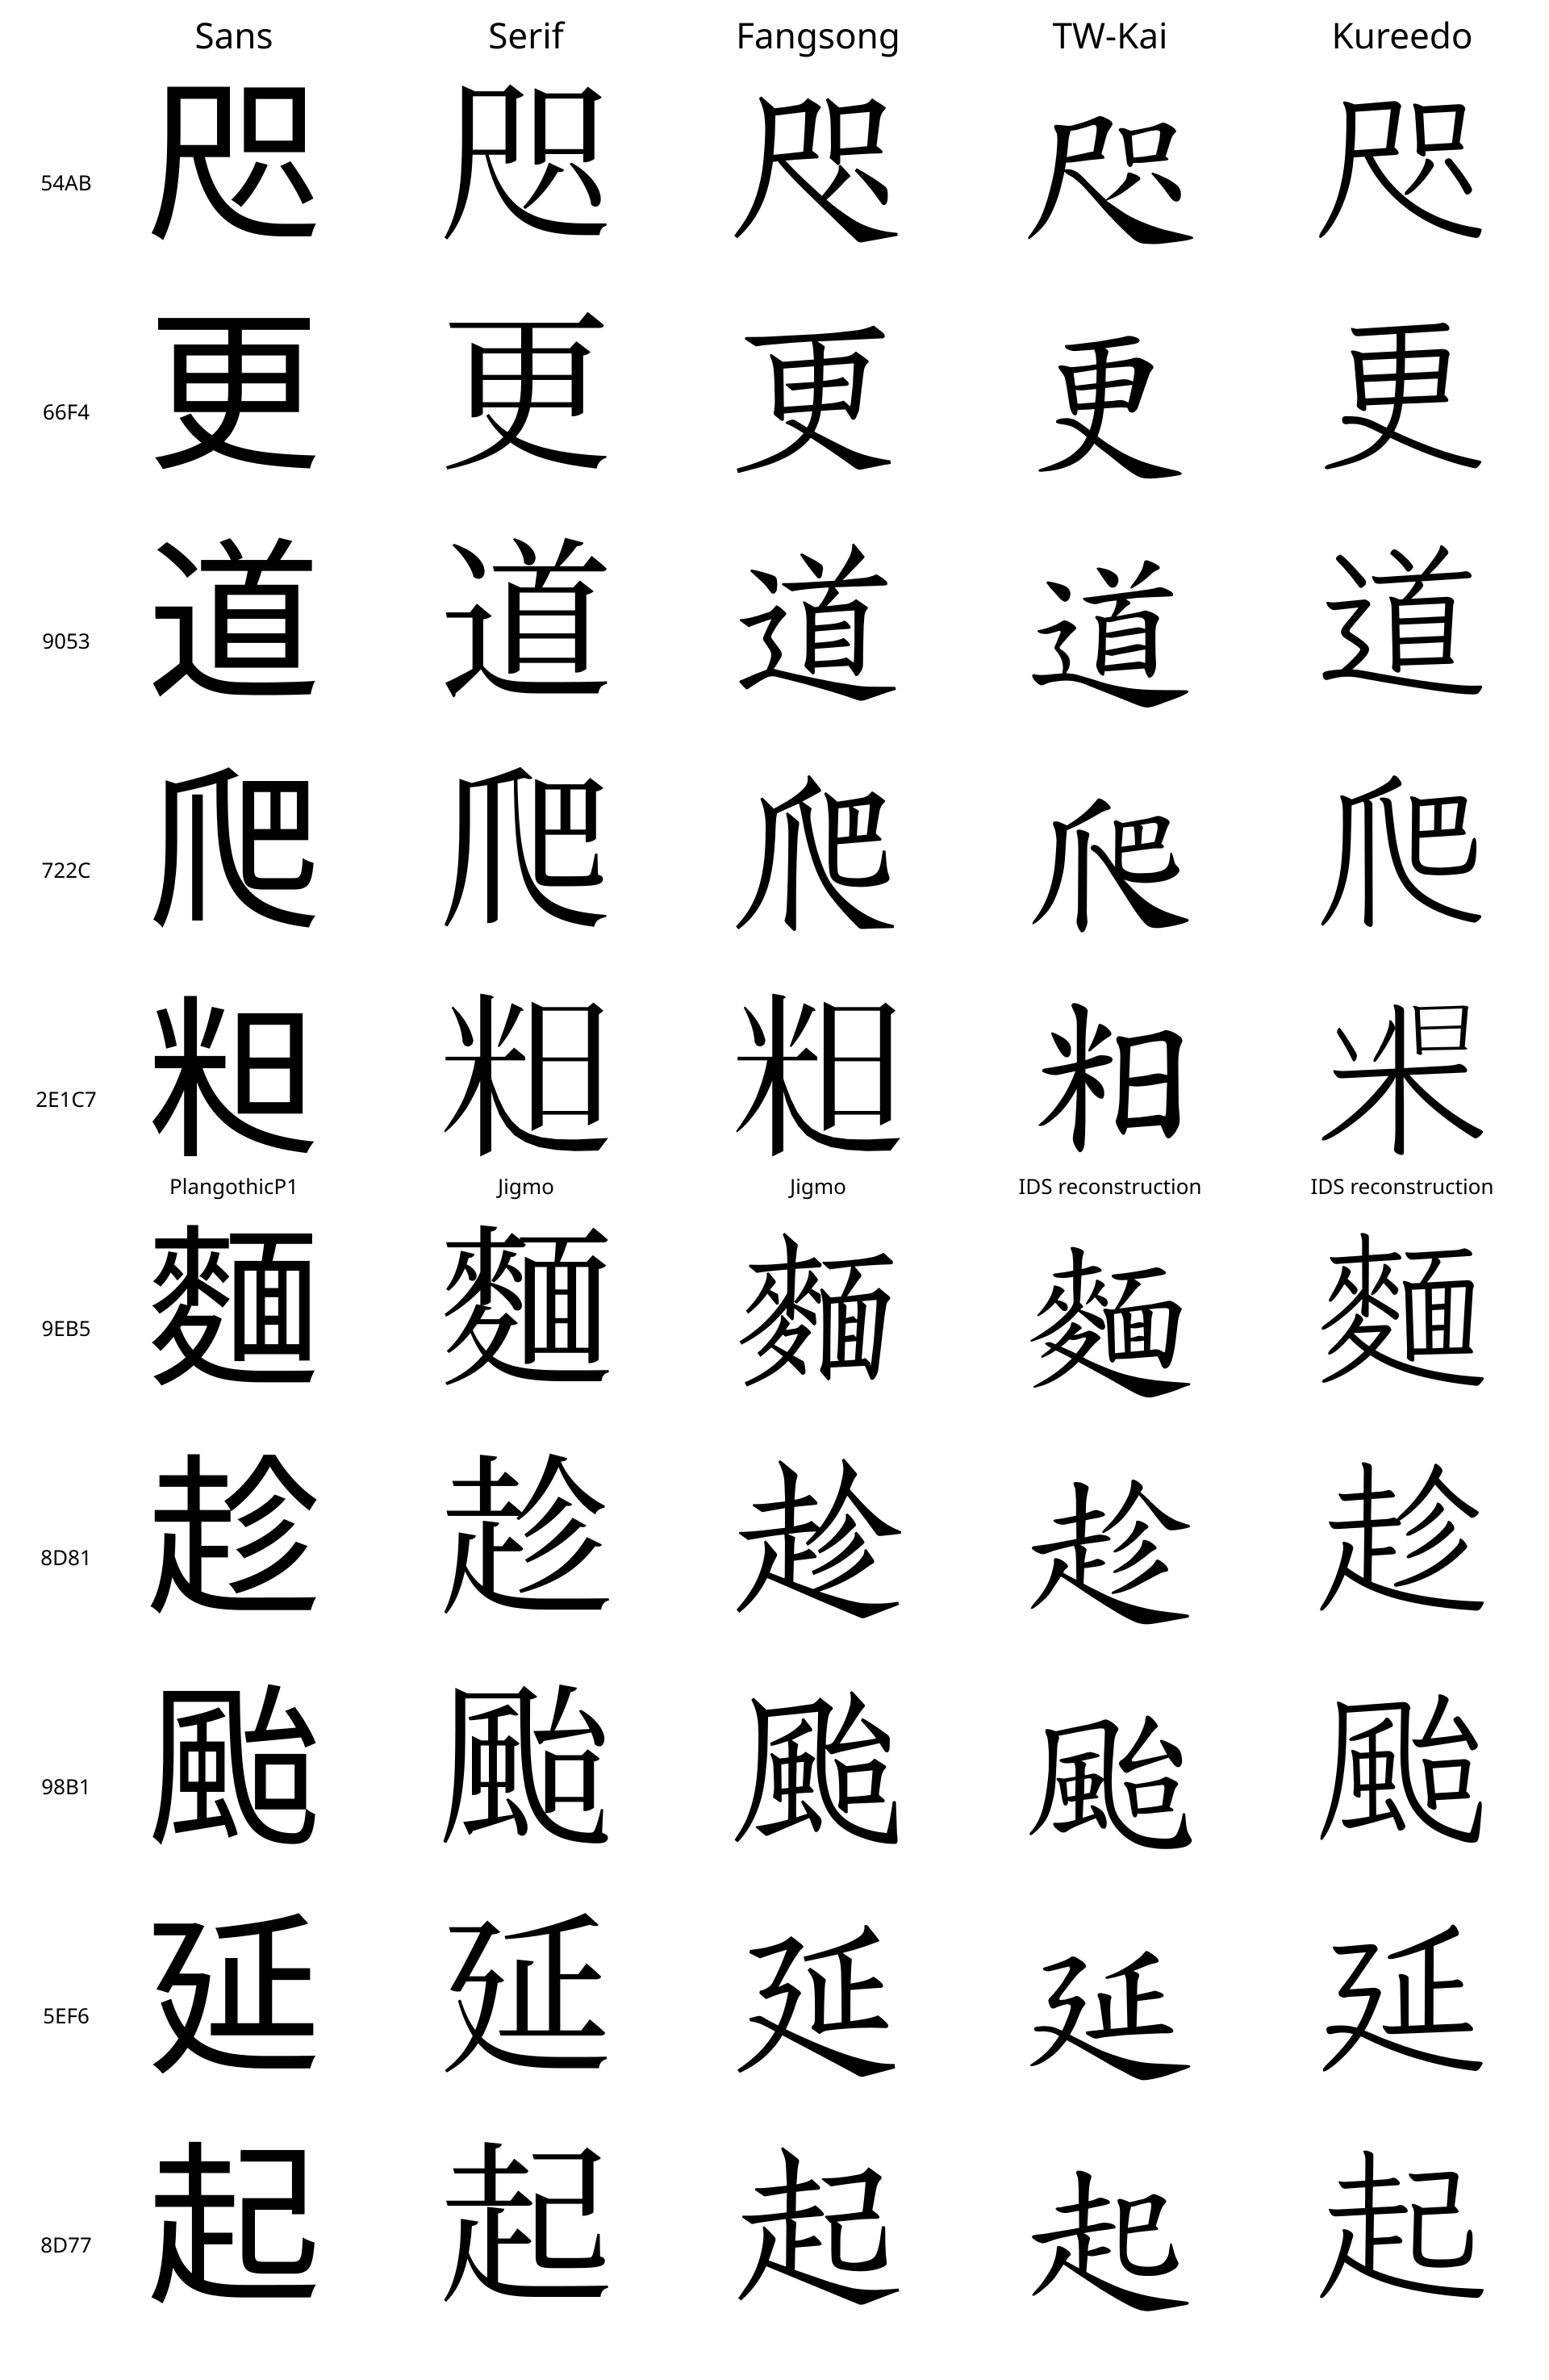 Sans Serif Fangsong TW-Kai Kureedo
54AB 咫 咫 咫 咫 咫
66F4 更 更 更 更 更
9053 道 道 道 道 道
722C 爬 爬 爬 爬 爬
2E1C7 𮇇 𮇇 𮇇 𮇇 𮇇
PlangothicP1 Jigmo Jigmo IDS reconstruction IDS reconstruction
9EB5 麵 麵 麵 麵 麵
8D81 趁 趁 趁 趁 趁
98B1 颱 颱 颱 颱 颱
5EF6 延 延 延 延 延
8D77 起 起 起 起 起